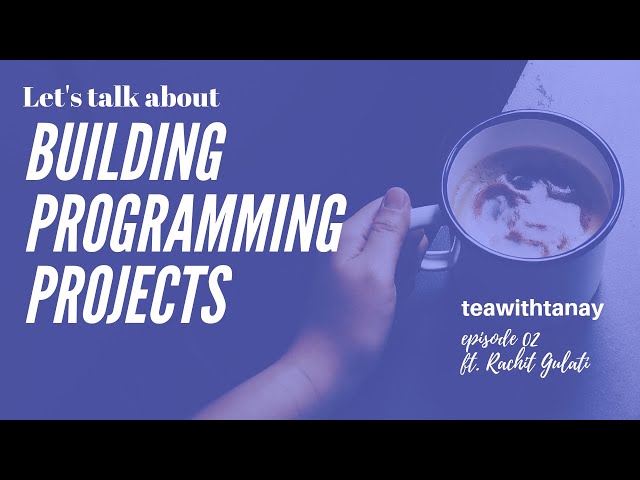 Let's talk about
BUILDING
PROGRAMMING
PROJECTS
teawithtanay
episode 02
ft. Rachit Gulati